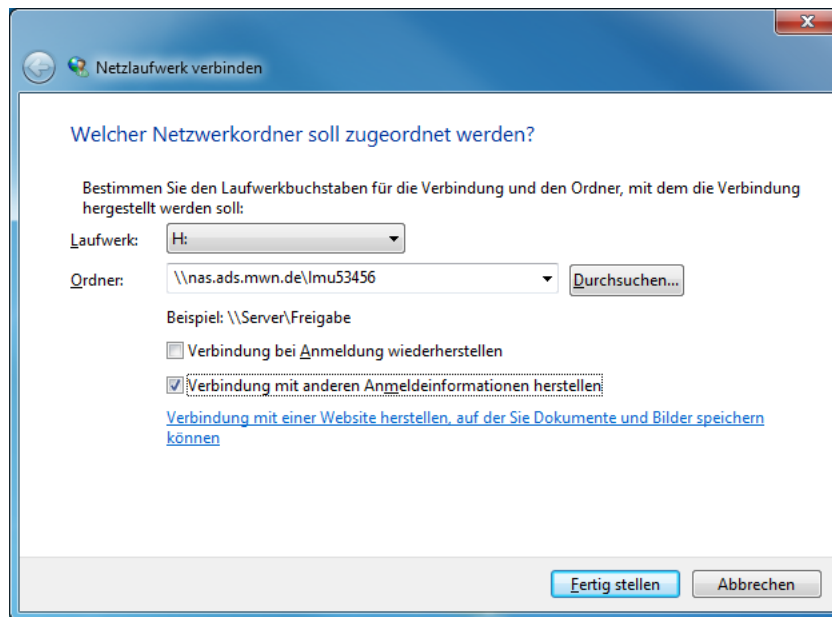 Netzlaufwerk verbinden
Welcher Netzwerkordner soll zugeordnet werden?
Bestimmen Sie den Laufwerkbuchstaben für die Verbindung und den Ordner, mit dem die Verbindung
hergestellt werden soll:
Laufwerk: H:
Ordner: \\nas.ads.mwn.de\lmu53456 Durchsuchen...
Beispiel: \\Server\Freigabe
Verbindung bei Anmeldung wiederherstellen
Verbindung mit anderen Anmeldeinformationen herstellen
Verbindung mit einer Website herstellen, auf der Sie Dokumente und Bilder speichern
können
Fertig stellen Abbrechen